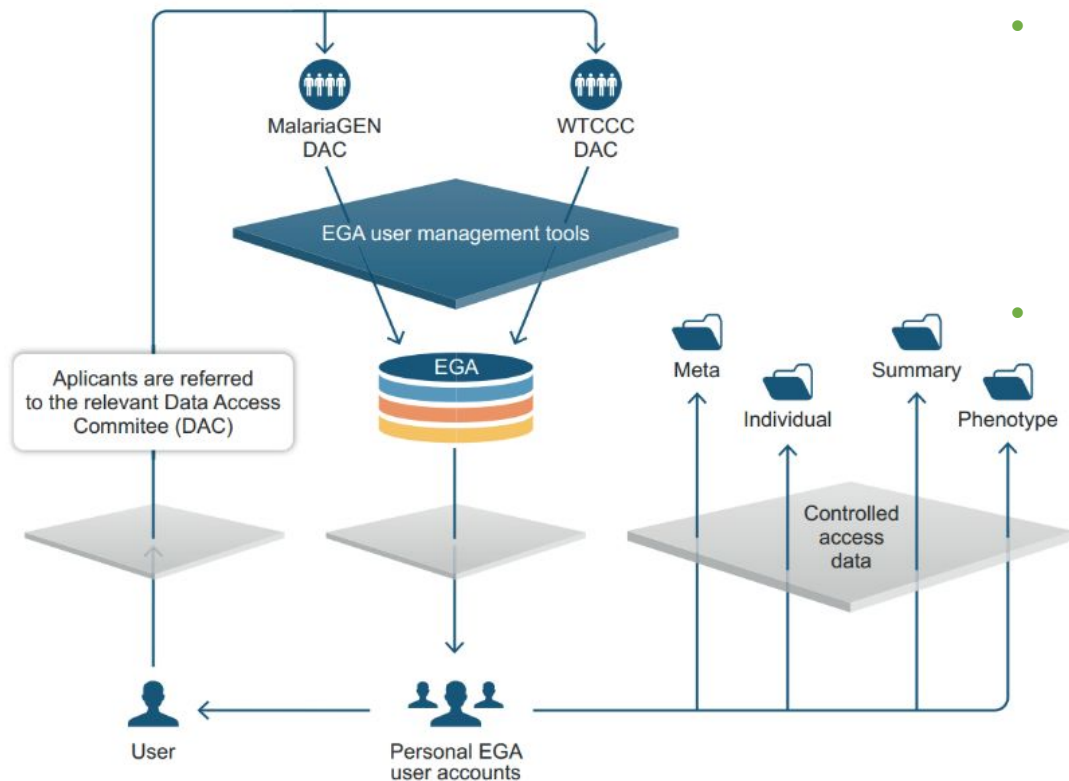 MalariaGEN
DAC
WTCCC
DAC
EGA user management tools
Aplicants are referred
to the relevant Data Access
Commitee (DAC)
EGA
Meta
Individual
Summary
Phenotype
Controlled
access
data
User
Personal EGA
user accounts